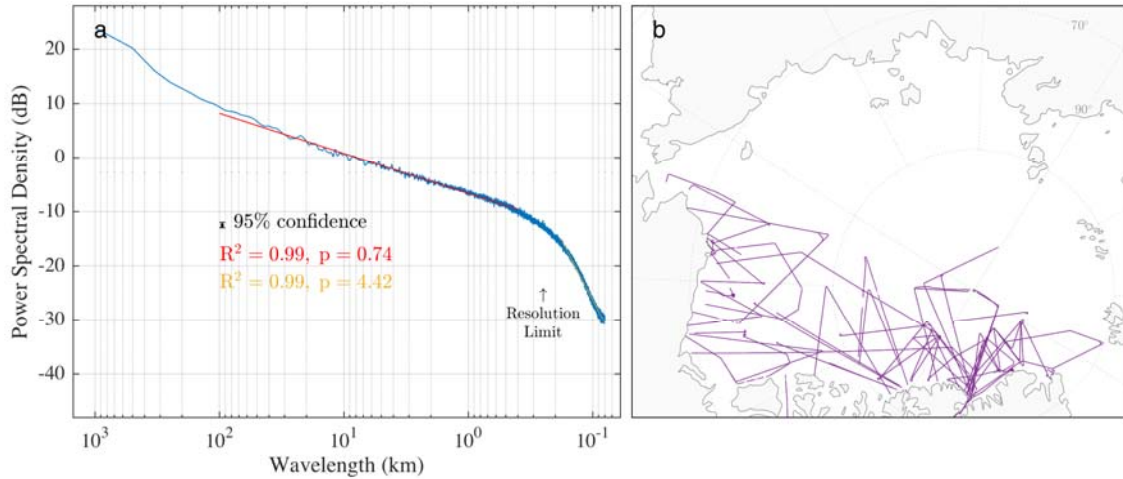 a
20
10
0
-10
-20
-30
-40
Power Spectral Density (dB)
95% confidence
R² = 0.99, p = 0.74
R² = 0.99, p = 4.42
↑
Resolution
Limit
10³
10²
10¹
10⁰
10⁻¹
Wavelength (km)
b
70°
90°